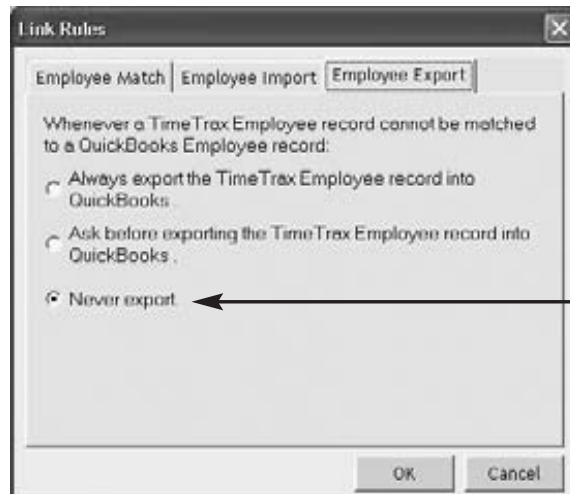 Link Rules
Employee Match
Employee Import
Employee Export
Whenever a TimeTrax Employee record cannot be matched
to a QuickBooks Employee record:
Always export the TimeTrax Employee record into
QuickBooks .
Ask before exporting the TimeTrax Employee record into
QuickBooks .
Never export
OK
Cancel